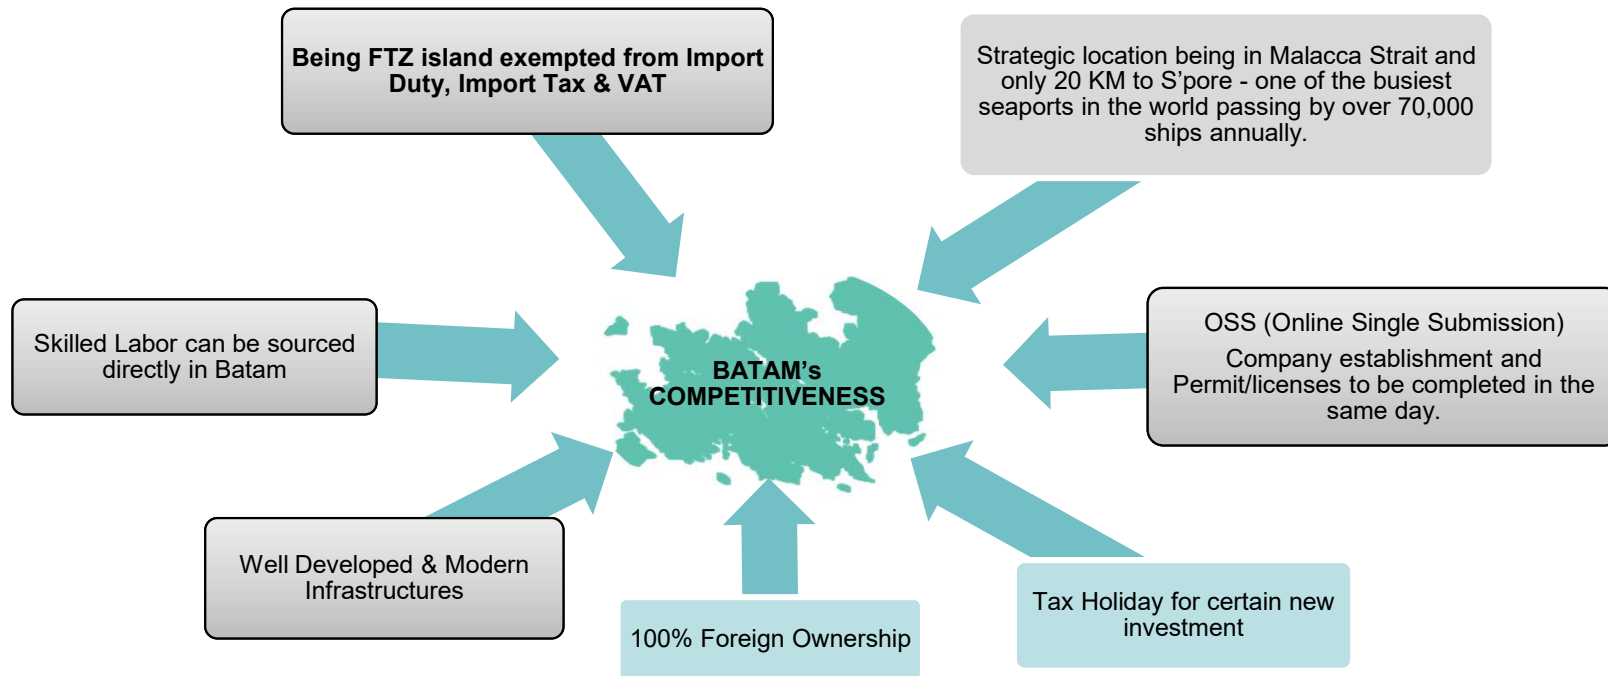 Being FTZ island exempted from Import
Duty, Import Tax & VAT
Strategic location being in Malacca Strait and
only 20 KM to S’pore - one of the busiest
seaports in the world passing by over 70,000
ships annually.
Skilled Labor can be sourced
directly in Batam
BATAM’s
COMPETITIVENESS
OSS (Online Single Submission)
Company establishment and
Permit/licenses to be completed in the
same day.
Well Developed & Modern
Infrastructures
100% Foreign Ownership
Tax Holiday for certain new
investment